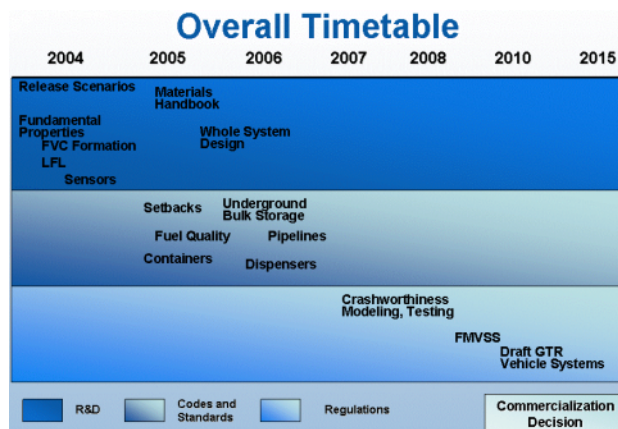 Overall Timetable
2004 2005 2006 2007 2008 2010 2015
Release Scenarios
Materials
Handbook
Fundamental
Properties
FVC Formation
LFL
Sensors
Whole System
Design
Setbacks
Underground
Bulk Storage
Fuel Quality
Pipelines
Containers
Dispensers
Crashworthiness
Modeling, Testing
FMVSS
Draft GTR
Vehicle Systems
R&D
Codes and
Standards
Regulations
Commercialization
Decision